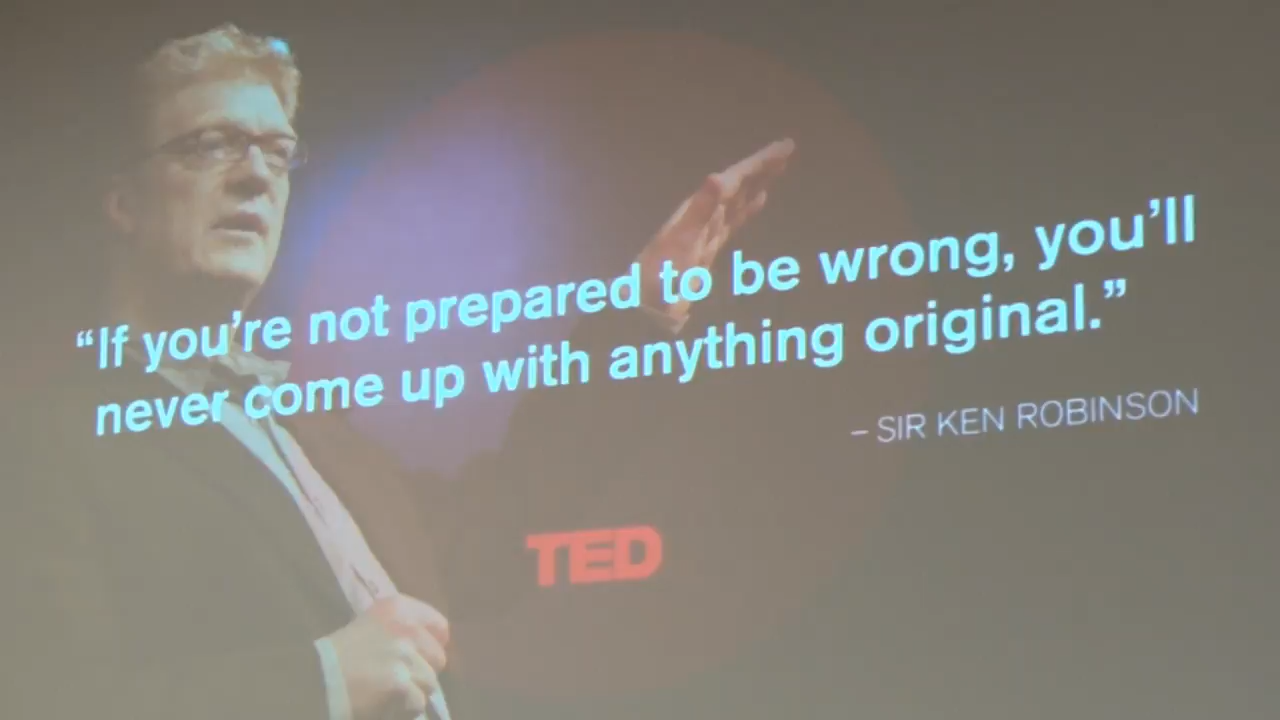 “If you’re not prepared to be wrong, you’ll
never come up with anything original.”
– SIR KEN ROBINSON
TED